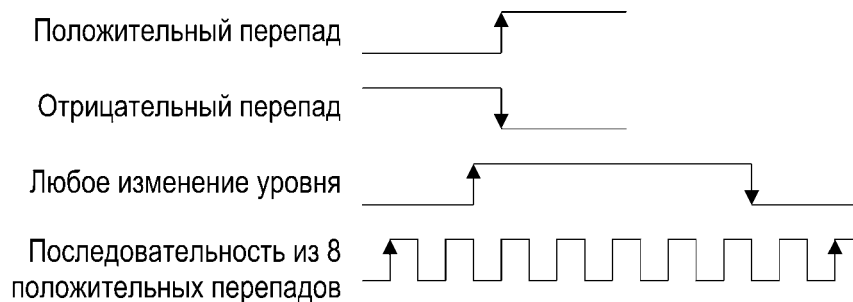 Положительный перепад
Отрицательный перепад
Любое изменение уровня
Последовательность из 8
положительных перепадов